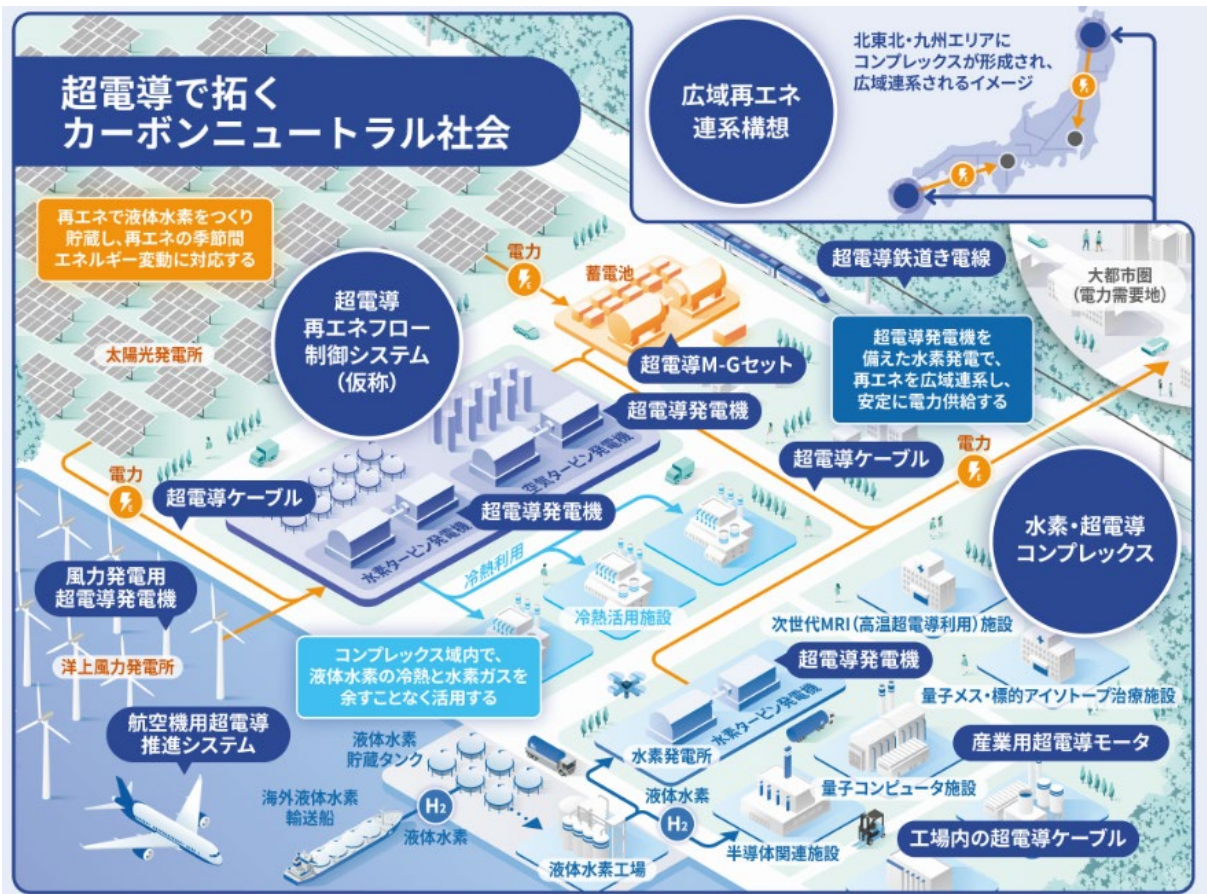 超電導で拓く
カーボンニュートラル社会
広域再エネ
連系構想
北東北・九州エリアに
コンプレックスが形成され、
広域連系されるイメージ
再エネで液体水素をつくり
貯蔵し、再エネの季節間
エネルギー変動に対応する
太陽光発電所
超電導
再エネフロー
制御システム
(仮称)
電力
蓄電池
超電導M-Gセット
超電導発電機
超電導鉄道き電線
大都市圏
(電力需要地)
超電導発電機を
備えた水素発電で、
再エネを広域連系し、
安定に電力供給する
電力
超電導ケーブル
空気タービン発電機
超電導発電機
水素タービン発電機
超電導ケーブル
電力
水素・超電導
コンプレックス
風力発電用
超電導発電機
洋上風力発電所
冷熱利用
冷熱活用施設
コンプレックス域内で、
液体水素の冷熱と水素ガスを
余すことなく活用する
次世代MRI(高温超電導利用)施設
超電導発電機
水素タービン発電機
水素発電所
量子メス・標的アイソトープ治療施設
航空機用超電導
推進システム
液体水素
貯蔵タンク
海外液体水素
輸送船
H2
液体水素
液体水素工場
液体水素
H2
半導体関連施設
量子コンピュータ施設
産業用超電導モータ
工場内の超電導ケーブル